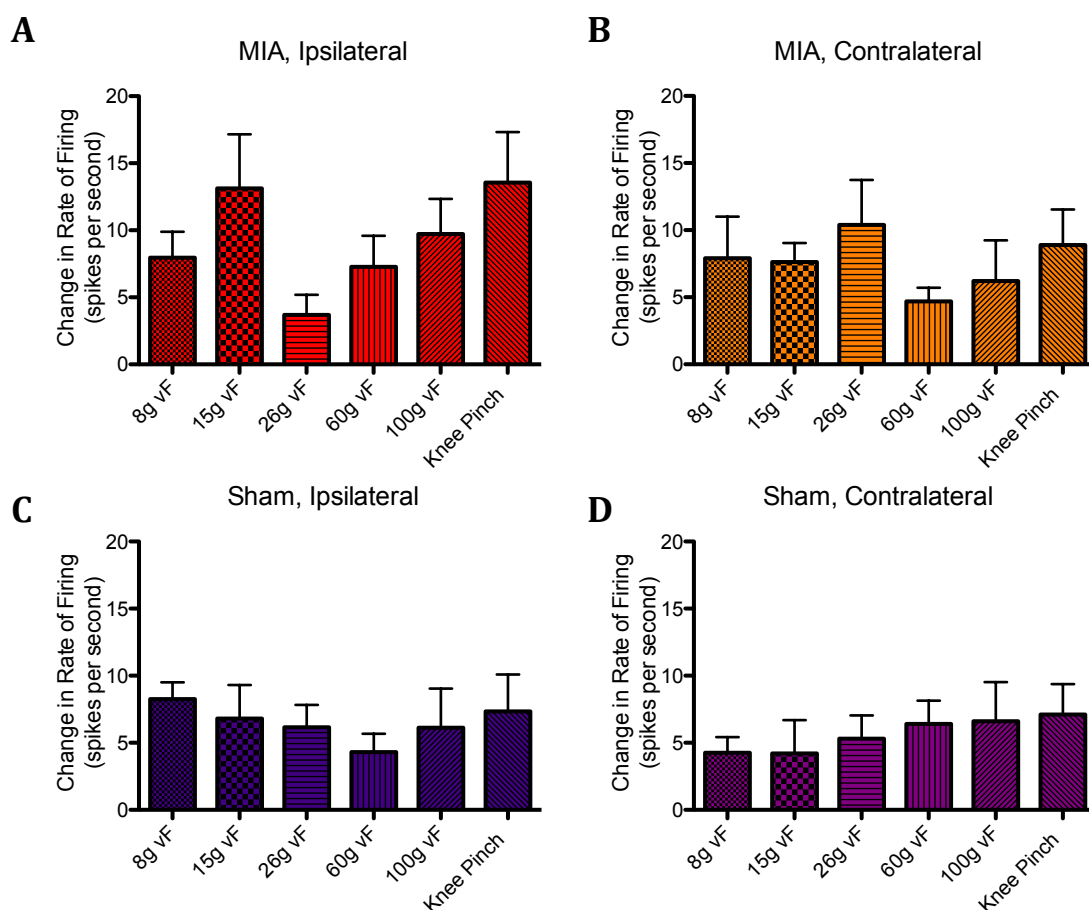 A
MIA, Ipsilateral
Change in Rate of Firing
(spikes per second)
20
15
10
5
0
8g vF
15g vF
26g vF
60g vF
100g vF
Knee Pinch
B
MIA, Contralateral
Change in Rate of Firing
(spikes per second)
20
15
10
5
0
8g vF
15g vF
26g vF
60g vF
100g vF
Knee Pinch
C
Sham, Ipsilateral
Change in Rate of Firing
(spikes per second)
20
15
10
5
0
8g vF
15g vF
26g vF
60g vF
100g vF
Knee Pinch
D
Sham, Contralateral
Change in Rate of Firing
(spikes per second)
20
15
10
5
0
8g vF
15g vF
26g vF
60g vF
100g vF
Knee Pinch